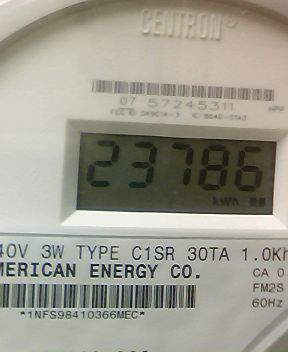 CENTRON
07 57245311
23786
kWh
40V 3W TYPE C1SR 30TA 1.0Kh
MERICAN ENERGY CO.
CA 0
FM2S
60Hz
*1NFS98410366MEC*